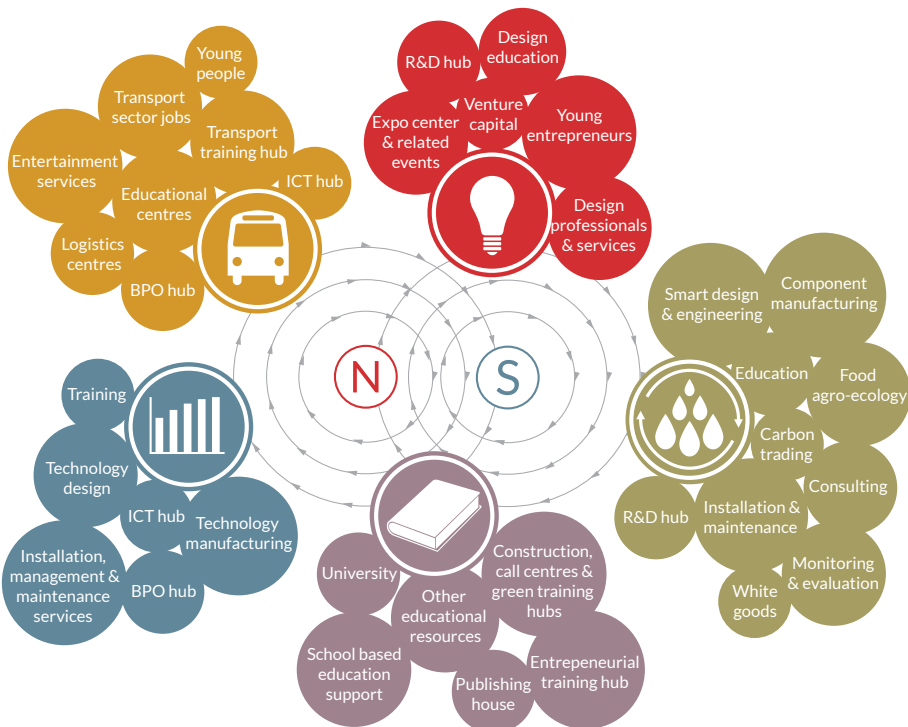 Young
people
Transport
sector jobs
Transport
training hub
Entertainment
services
Educational
centres
ICT hub
Logistics
centres
BPO hub
R&D hub
Design
education
Venture
capital
Expo center
& related
events
Young
entrepreneurs
Design
professionals
& services
Smart design
& engineering
Component
manufacturing
Education
Food
agro-ecology
Carbon
trading
Consulting
R&D hub
Installation &
maintenance
Monitoring
& evaluation
White
goods
N
S
Training
Technology
design
ICT hub
Technology
manufacturing
Installation,
management &
maintenance
services
BPO hub
University
Construction,
call centres &
green training
hubs
Other
educational
resources
School based
education
support
Publishing
house
Entrepeneurial
training hub